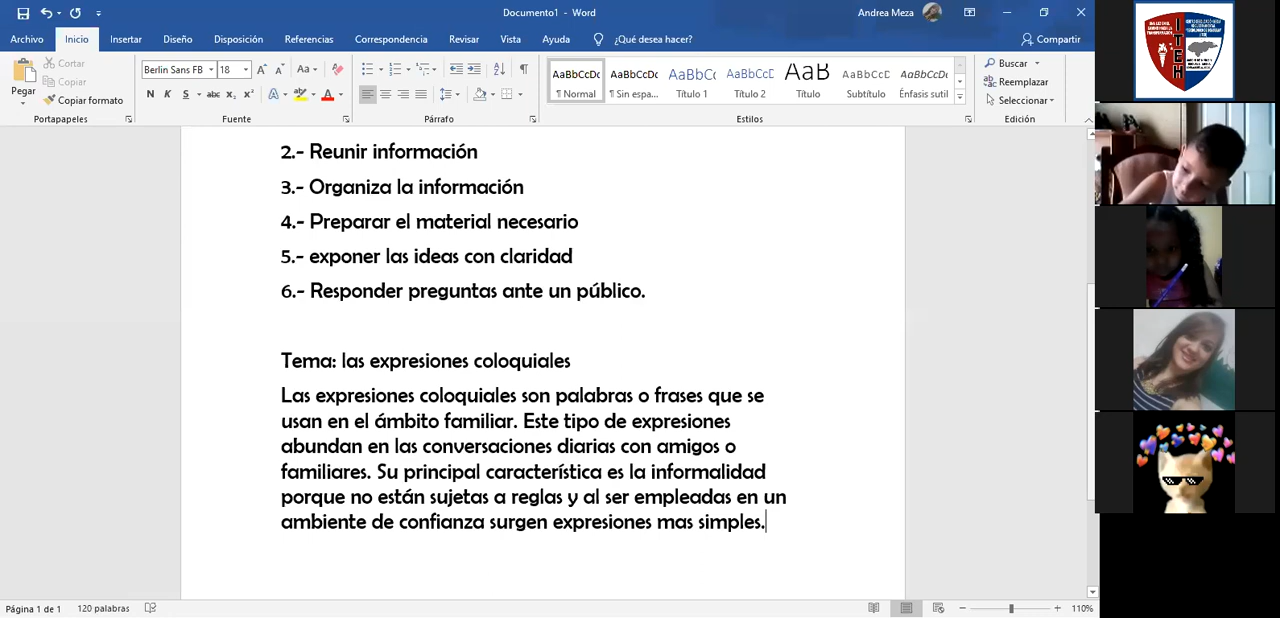 Documento1 - Word
Andrea Meza
Archivo Inicio Insertar Diseño Disposición Referencias Correspondencia Revisar Vista Ayuda ¿Qué desea hacer? Compartir
Pegar
Cortar
Copiar
Copiar formato
Portapapeles
Berlin Sans FB 18
N K S abc x₂ x²
Fuente
Párrafo
AaBbCcDc AaBbCcDc AaBbCc AaBbCcD AaB AaBbCcD AaBbCcDc
¶ Normal ¶ Sin espa... Título 1 Título 2 Título Subtítulo Énfasis sutil
Estilos
Buscar
Reemplazar
Seleccionar
Edición
2.- Reunir información
3.- Organiza la información
4.- Preparar el material necesario
5.- exponer las ideas con claridad
6.- Responder preguntas ante un público.
Tema: las expresiones coloquiales
Las expresiones coloquiales son palabras o frases que se
usan en el ámbito familiar. Este tipo de expresiones
abundan en las conversaciones diarias con amigos o
familiares. Su principal característica es la informalidad
porque no están sujetas a reglas y al ser empleadas en un
ambiente de confianza surgen expresiones mas simples.
Página 1 de 1 120 palabras
110%
ITEH